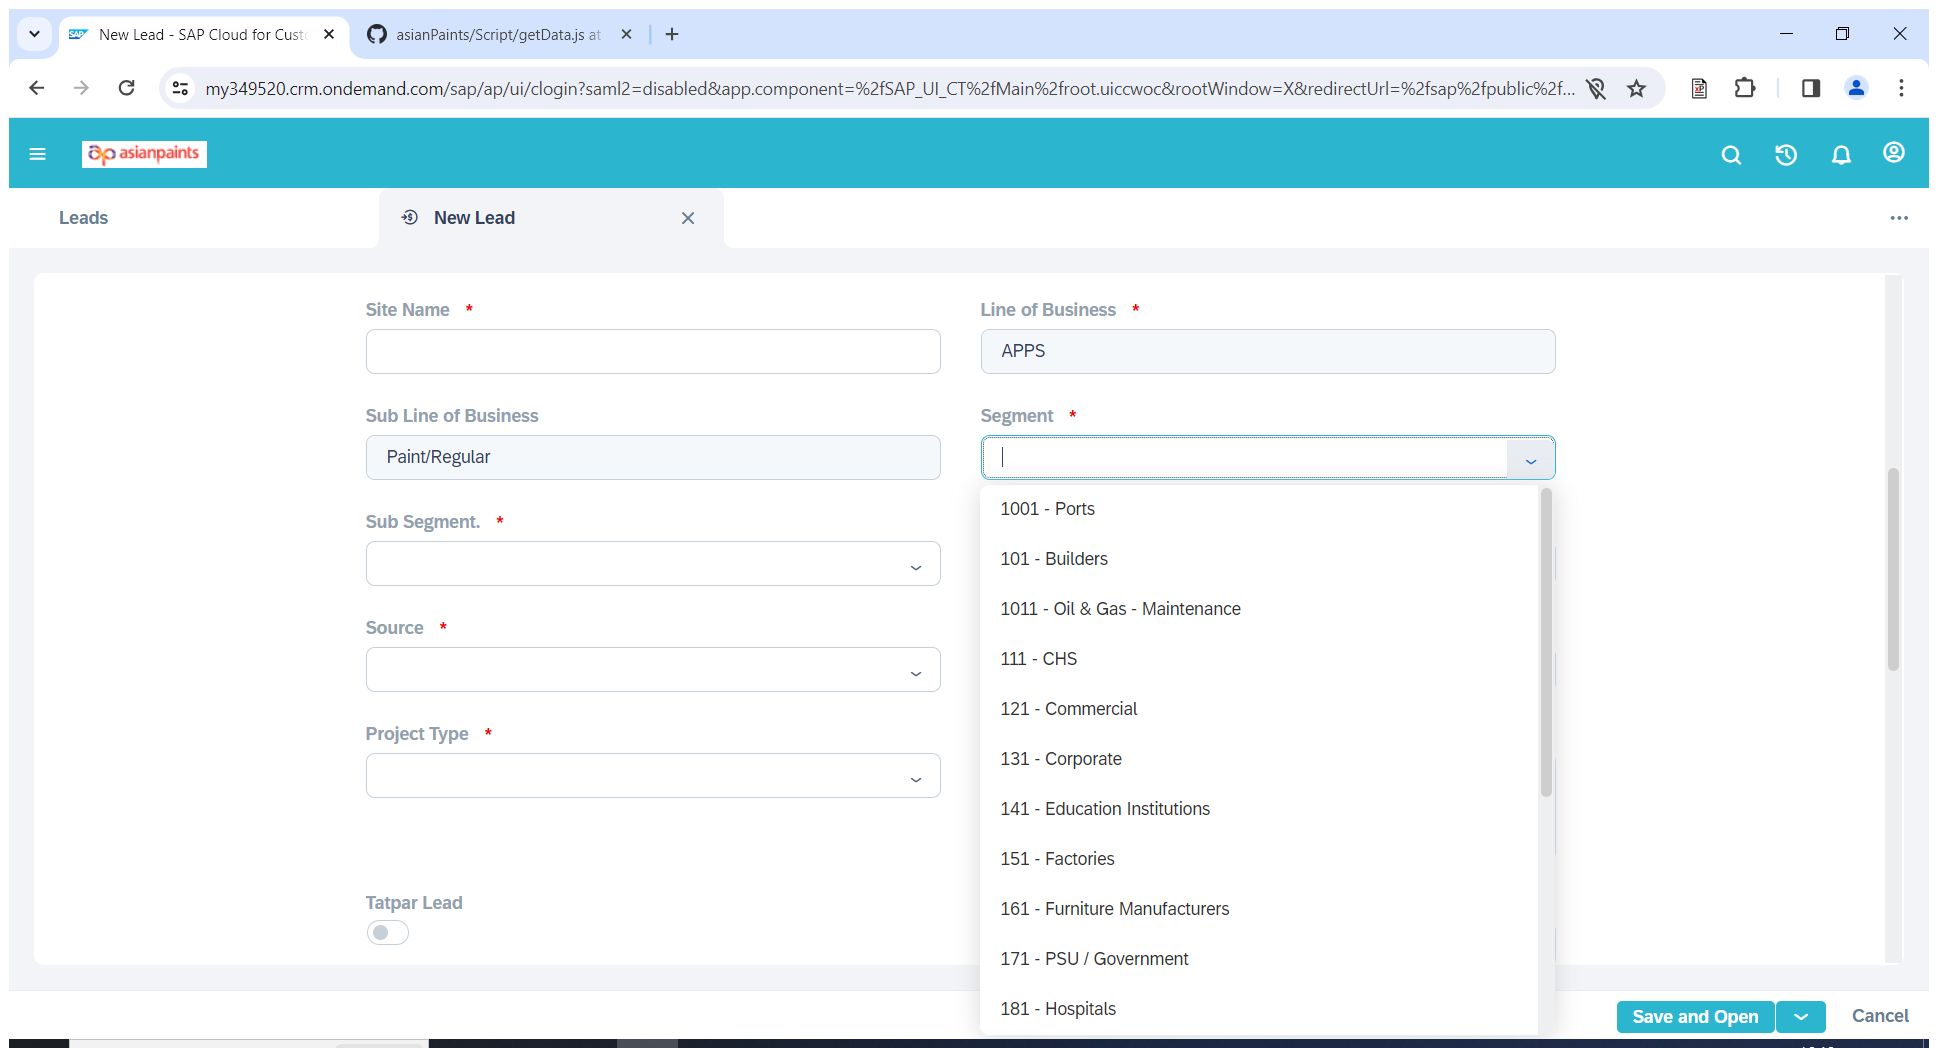 New Lead - SAP Cloud for Custo
asianPaints/Script/getData.js at
my349520.crm.ondemand.com/sap/ap/ui/clogin?saml2=disabled&app.component=%2fSAP_UI_CT%2fMain%2froot.uiccwoc&rootWindow=X&redirectUrl=%2fsap%2fpublic%2f...
asianpaints
Leads
New Lead
Site Name *
Line of Business *
APPS
Sub Line of Business
Segment *
Paint/Regular
1001 - Ports
Sub Segment. *
101 - Builders
1011 - Oil & Gas - Maintenance
Source *
111 - CHS
121 - Commercial
Project Type *
131 - Corporate
141 - Education Institutions
151 - Factories
Tatpar Lead
161 - Furniture Manufacturers
171 - PSU / Government
181 - Hospitals
Save and Open
Cancel